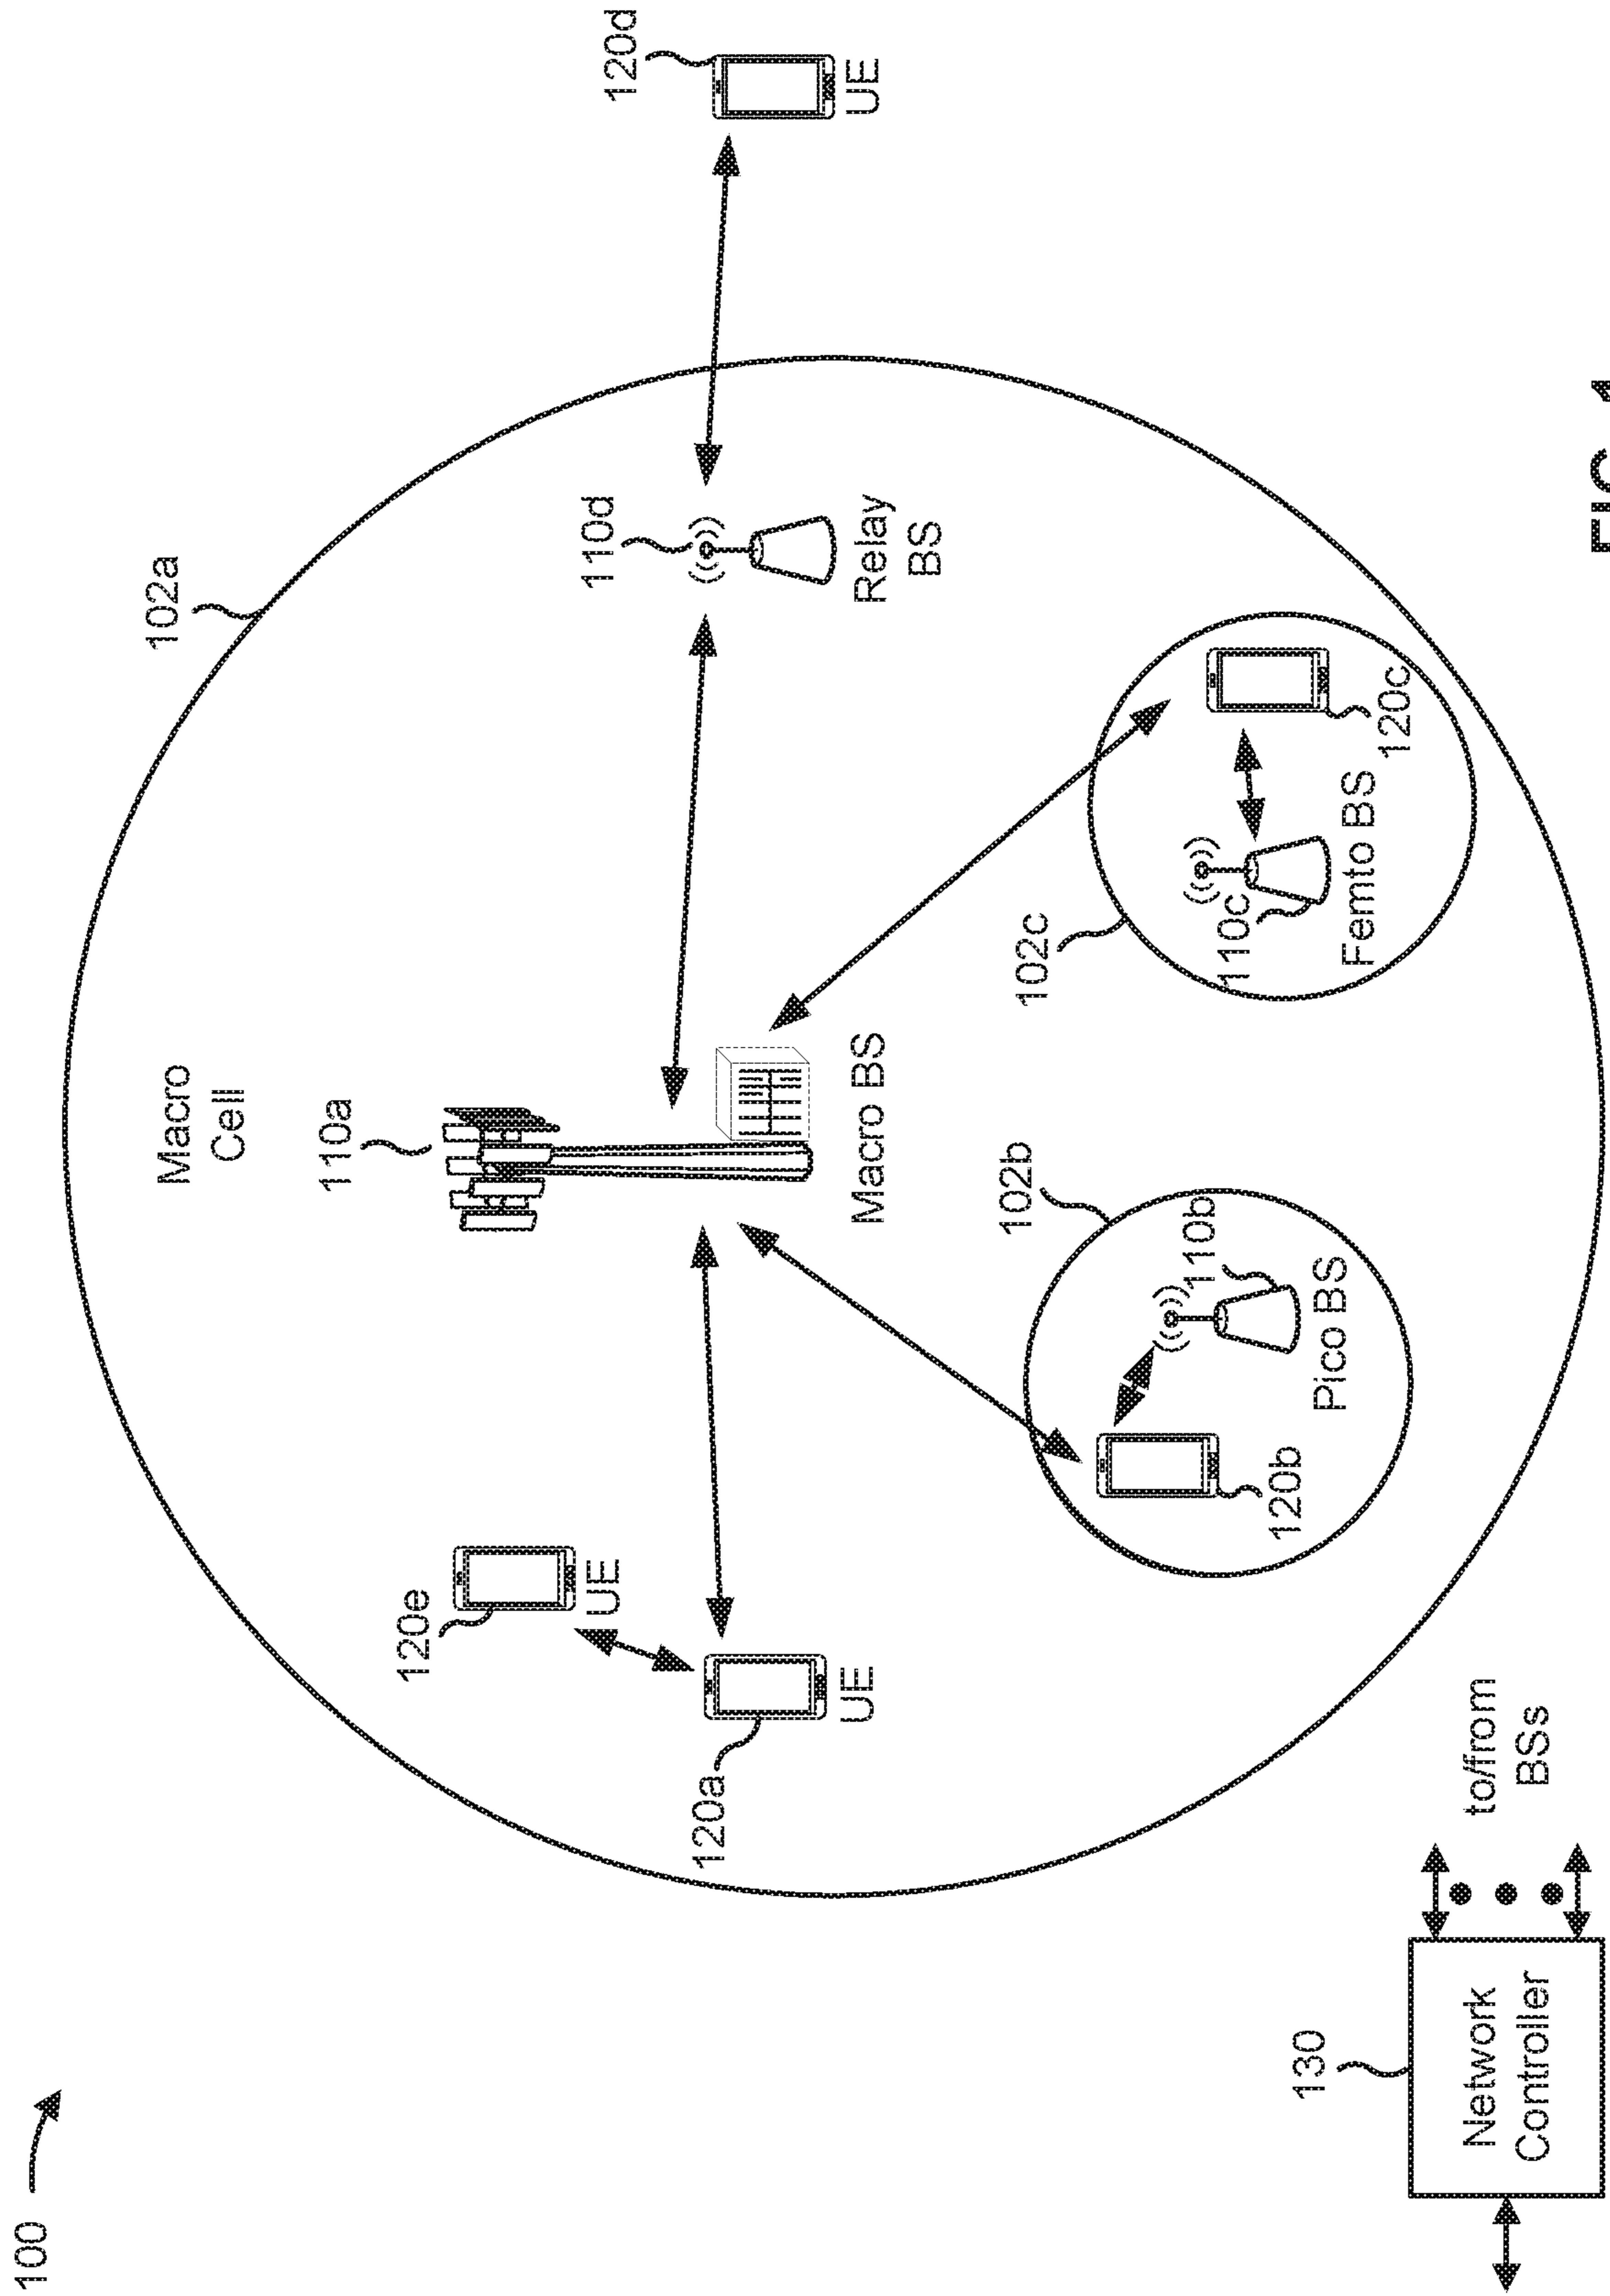 100
102a
Macro
Cell
110a
120d
UE
110d
Relay
BS
120e
UE
120a
UE
Macro BS
102b
110b
Pico BS
120b
102c
110c
Femto BS
120c
130
Network
Controller
to/from
BSs